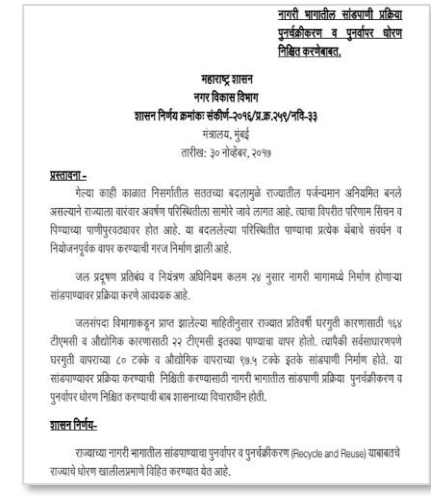 नागरी भागातील सांडपाणी प्रक्रिया
पुनर्चक्रीकरण व पुनर्वापर धोरण
निश्चित करणेबाबत.
महाराष्ट्र शासन
नगर विकास विभाग
शासन निर्णय क्रमांकः संकीर्ण-२०१६/प्र.क्र.२५९/नवि-३३
मंत्रालय, मुंबई
तारीख: ३० नोव्हेंबर, २०१७
प्रस्तावना -
गेल्या काही काळात निसर्गातील सततच्या बदलामुळे राज्यातील पर्जन्यमान अनियमित बनले
असल्याने राज्याला वारंवार अवर्षण परिस्थितीला सामोरे जावे लागत आहे. त्याचा विपरीत परिणाम सिंचन व
पिण्याच्या पाणीपुरवठ्यावर होत आहे. या बदललेल्या परिस्थितीत पाण्याचा प्रत्येक थेंबाचे संवर्धन व
नियोजनपूर्वक वापर करण्याची गरज निर्माण झाली आहे.
जल प्रदूषण प्रतिबंध व नियंत्रण अधिनियम कलम २४ नुसार नागरी भागामध्ये निर्माण होणाऱ्या
सांडपाण्यावर प्रक्रिया करणे आवश्यक आहे.
जलसंपदा विभागाकडून प्राप्त झालेल्या माहितीनुसार राज्यात प्रतिवर्षी घरगुती कारणासाठी १६४
टीएमसी व औद्योगिक कारणासाठी २२ टीएमसी इतक्या पाण्याचा वापर होतो. त्यापैकी सर्वसाधारणपणे
घरगुती वापराच्या ८० टक्के व औद्योगिक वापराच्या ९७.५ टक्के इतके सांडपाणी निर्माण होते. या
सांडपाण्यावर प्रक्रिया करण्याची निश्चिती करण्यासाठी नागरी भागातील सांडपाणी प्रक्रिया पुनर्चक्रीकरण व
पुनर्वापर धोरण निश्चित करण्याची बाब शासनाच्या विचाराधीन होती.
शासन निर्णय-
राज्याच्या नागरी भागातील सांडपाण्याचा पुनर्वापर व पुनर्चक्रीकरण (Recycle and Reuse) याबाबतचे
राज्याचे धोरण खालीलप्रमाणे विहित करण्यात येत आहे.